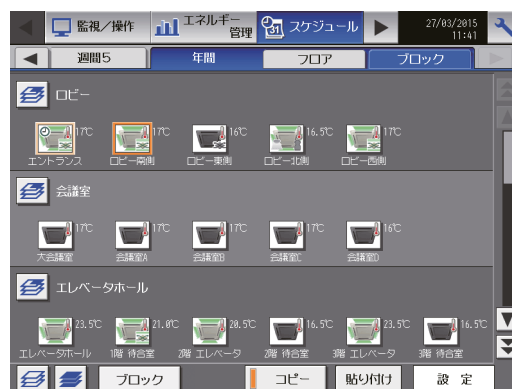 監視／操作
エネルギー管理
31
スケジュール
27/03/2015
11:41
週間5
年間
フロア
ブロック
ロビー
17℃ 17℃ 16℃ 16.5℃ 17℃
エントランス ロビー南側 ロビー東側 ロビー北側 ロビー西側
会議室
17℃ 17℃ 17℃ 17℃ 16℃
大会議室 会議室A 会議室B 会議室C 会議室D
エレベータホール
23.5℃ 21.0℃ 20.5℃ 16.5℃ 23.5℃ 16.5℃
エレベータホール 1階 待合室 2階 エレベータ 2階 待合室 3階 エレベータ 3階 待合室
ブロック
コピー
貼り付け
設 定